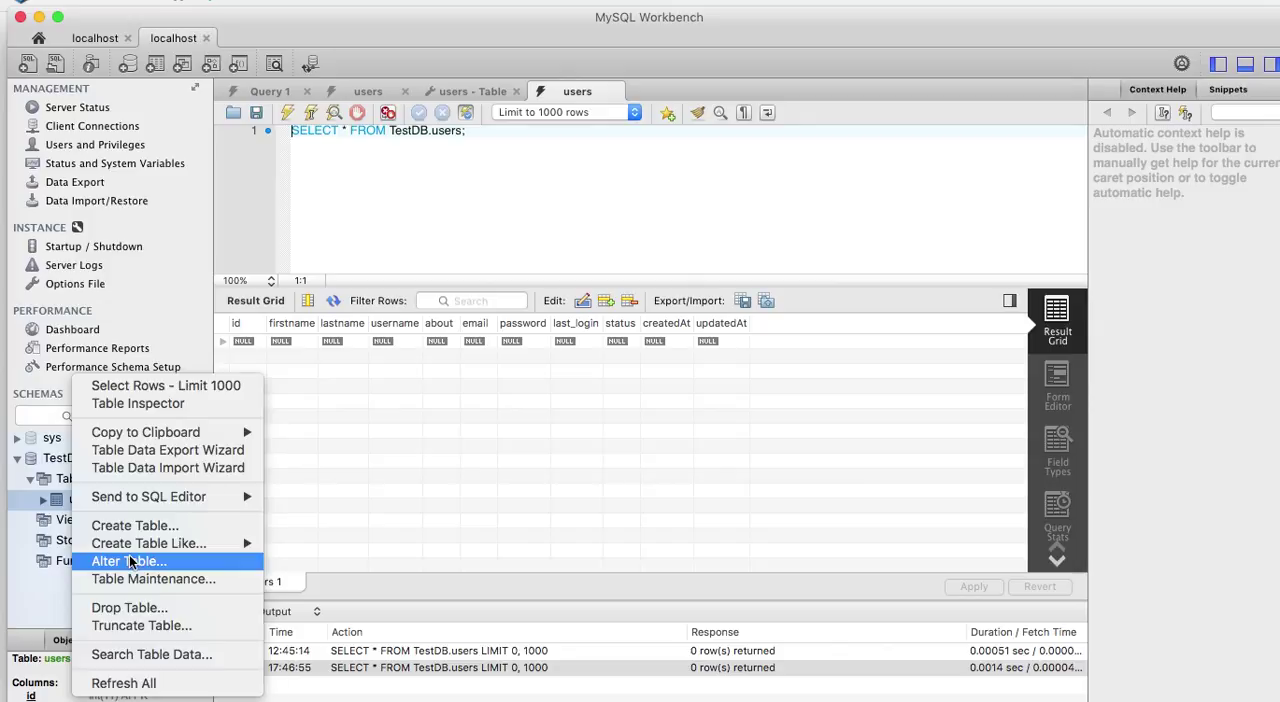 MySQL Workbench
localhost
localhost
MANAGEMENT
Server Status
Client Connections
Users and Privileges
Status and System Variables
Data Export
Data Import/Restore
INSTANCE
Startup / Shutdown
Server Logs
Options File
PERFORMANCE
Dashboard
Performance Reports
Performance Schema Setup
SCHEMAS
sys
Select Rows - Limit 1000
Table Inspector
Copy to Clipboard
Table Data Export Wizard
Table Data Import Wizard
Send to SQL Editor
Create Table...
Create Table Like...
Alter Table...
Table Maintenance...
Drop Table...
Truncate Table...
Search Table Data...
Refresh All
Table: users
Columns:
id
Query 1
users
users - Table
users
Limit to 1000 rows
1
SELECT * FROM TestDB.users;
100%
1:1
Result Grid
Filter Rows:
Search
Edit:
Export/Import:
id firstname lastname username about email password last_login status createdAt updatedAt
NULL NULL NULL NULL NULL NULL NULL NULL NULL NULL NULL
Result
Grid
Form
Editor
Field
Types
Query
Stats
Apply
Revert
Time Action Response Duration / Fetch Time
12:45:14 SELECT * FROM TestDB.users LIMIT 0, 1000 0 row(s) returned 0.00051 sec / 0.0000...
17:46:55 SELECT * FROM TestDB.users LIMIT 0, 1000 0 row(s) returned 0.0014 sec / 0.00004...
Context Help
Snippets
Automatic context help is
disabled. Use the toolbar to
manually get help for the
caret position or to toggle
automatic help.